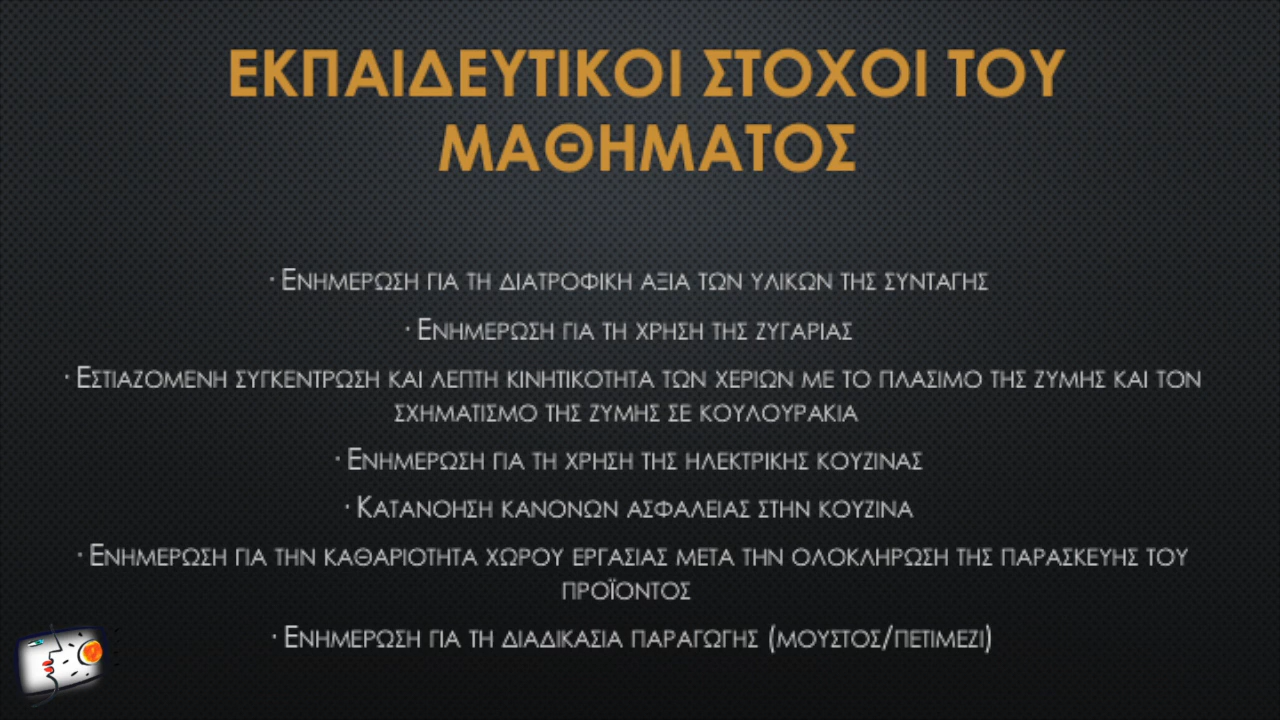 ΕΚΠΑΙΔΕΥΤΙΚΟΙ ΣΤΟΧΟΙ ΤΟΥ
ΜΑΘΗΜΑΤΟΣ
· ΕΝΗΜΕΡΩΣΗ ΓΙΑ ΤΗ ΔΙΑΤΡΟΦΙΚΗ ΑΞΙΑ ΤΩΝ ΥΛΙΚΩΝ ΤΗΣ ΣΥΝΤΑΓΗΣ
· ΕΝΗΜΕΡΩΣΗ ΓΙΑ ΤΗ ΧΡΗΣΗ ΤΗΣ ΖΥΓΑΡΙΑΣ
· ΕΣΤΙΑΖΟΜΕΝΗ ΣΥΓΚΕΝΤΡΩΣΗ ΚΑΙ ΛΕΠΤΗ ΚΙΝΗΤΙΚΟΤΗΤΑ ΤΩΝ ΧΕΡΙΩΝ ΜΕ ΤΟ ΠΛΑΣΙΜΟ ΤΗΣ ΖΥΜΗΣ ΚΑΙ ΤΟΝ
ΣΧΗΜΑΤΙΣΜΟ ΤΗΣ ΖΥΜΗΣ ΣΕ ΚΟΥΛΟΥΡΑΚΙΑ
· ΕΝΗΜΕΡΩΣΗ ΓΙΑ ΤΗ ΧΡΗΣΗ ΤΗΣ ΗΛΕΚΤΡΙΚΗΣ ΚΟΥΖΙΝΑΣ
· ΚΑΤΑΝΟΗΣΗ ΚΑΝΟΝΩΝ ΑΣΦΑΛΕΙΑΣ ΣΤΗΝ ΚΟΥΖΙΝΑ
· ΕΝΗΜΕΡΩΣΗ ΓΙΑ ΤΗΝ ΚΑΘΑΡΙΟΤΗΤΑ ΧΩΡΟΥ ΕΡΓΑΣΙΑΣ ΜΕΤΑ ΤΗΝ ΟΛΟΚΛΗΡΩΣΗ ΤΗΣ ΠΑΡΑΣΚΕΥΗΣ ΤΟΥ
ΠΡΟΪΟΝΤΟΣ
· ΕΝΗΜΕΡΩΣΗ ΓΙΑ ΤΗ ΔΙΑΔΙΚΑΣΙΑ ΠΑΡΑΓΩΓΗΣ (ΜΟΥΣΤΟΣ/ΠΕΤΙΜΕΖΙ)